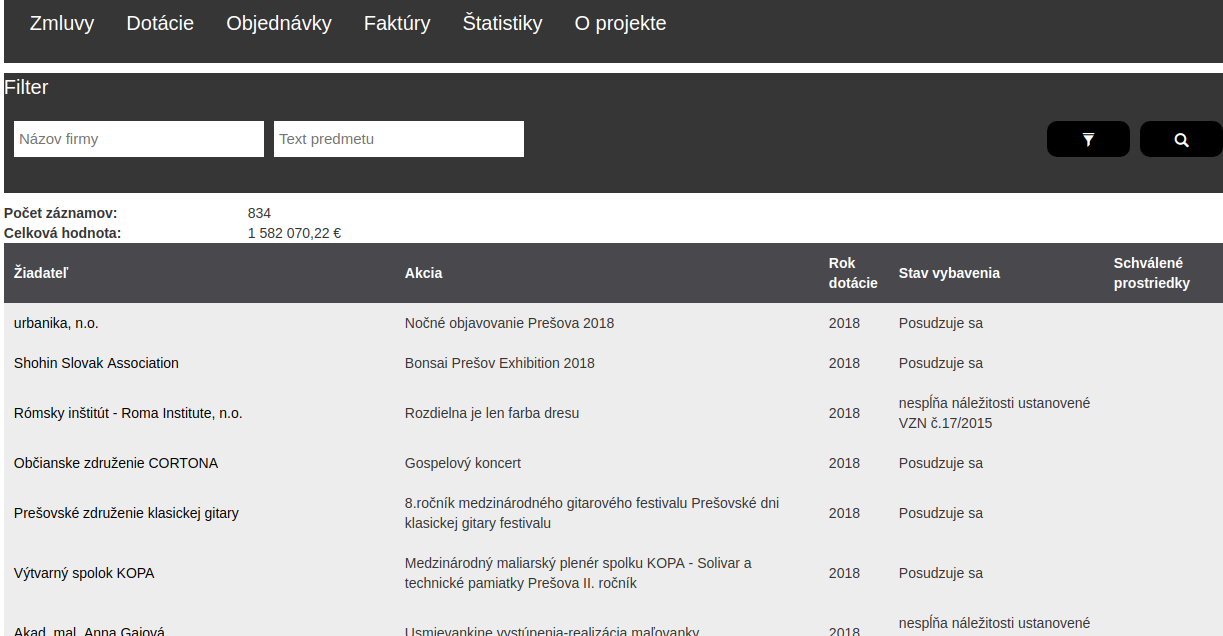 Zmluvy Dotácie Objednávky Faktúry Štatistiky O projekte
Filter
Názov firmy Text predmetu
Počet záznamov: 834
Celková hodnota: 1 582 070,22 €
Žiadateľ Akcia Rok dotácie Stav vybavenia Schválené prostriedky
urbanika, n.o. Nočné objavovanie Prešova 2018 2018 Posudzuje sa
Shohin Slovak Association Bonsai Prešov Exhibition 2018 2018 Posudzuje sa
Rómsky inštitút - Roma Institute, n.o. Rozdielna je len farba dresu 2018 nespĺňa náležitosti ustanovené
VZN č.17/2015
Občianske združenie CORTONA Gospelový koncert 2018 Posudzuje sa
Prešovské združenie klasickej gitary 8.ročník medzinárodného gitarového festivalu Prešovské dni
klasickej gitary festivalu 2018 Posudzuje sa
Výtvarný spolok KOPA Medzinárodný maliarský plenér spolku KOPA - Solivar a
technické pamiatky Prešova II. ročník 2018 Posudzuje sa
Akad. mal. Anna Gajová Usmievankine vystúpenia-realizácia maľovanky 2018 nespĺňa náležitosti ustanovené